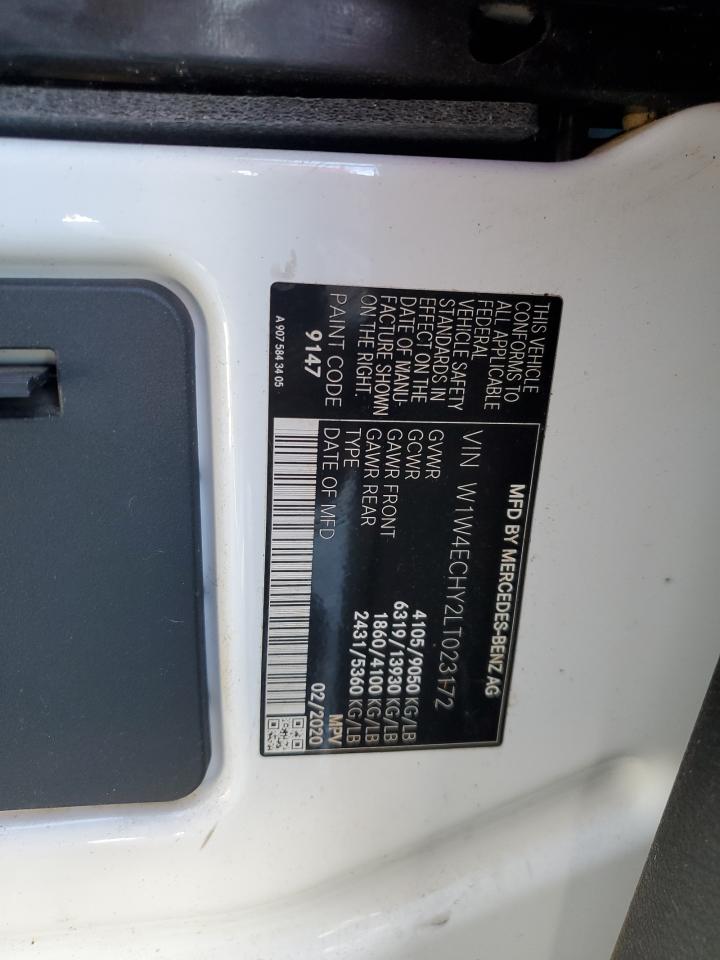 THIS VEHICLE
CONFORMS TO
ALL APPLICABLE
FEDERAL
VEHICLE SAFETY
STANDARDS IN
EFFECT ON THE
DATE OF MANU-
FACTURE SHOWN
ON THE RIGHT.
PAINT CODE
9147
A 907 584 34 05
MFD BY MERCEDES-BENZ AG
VIN W1W4ECHY2LT023172
GVWR 4105/9050 KG/LB
GCWR 6319/13930 KG/LB
GAWR FRONT 1860/4100 KG/LB
GAWR REAR 2431/5360 KG/LB
TYPE MPV
DATE OF MFD 02/2020